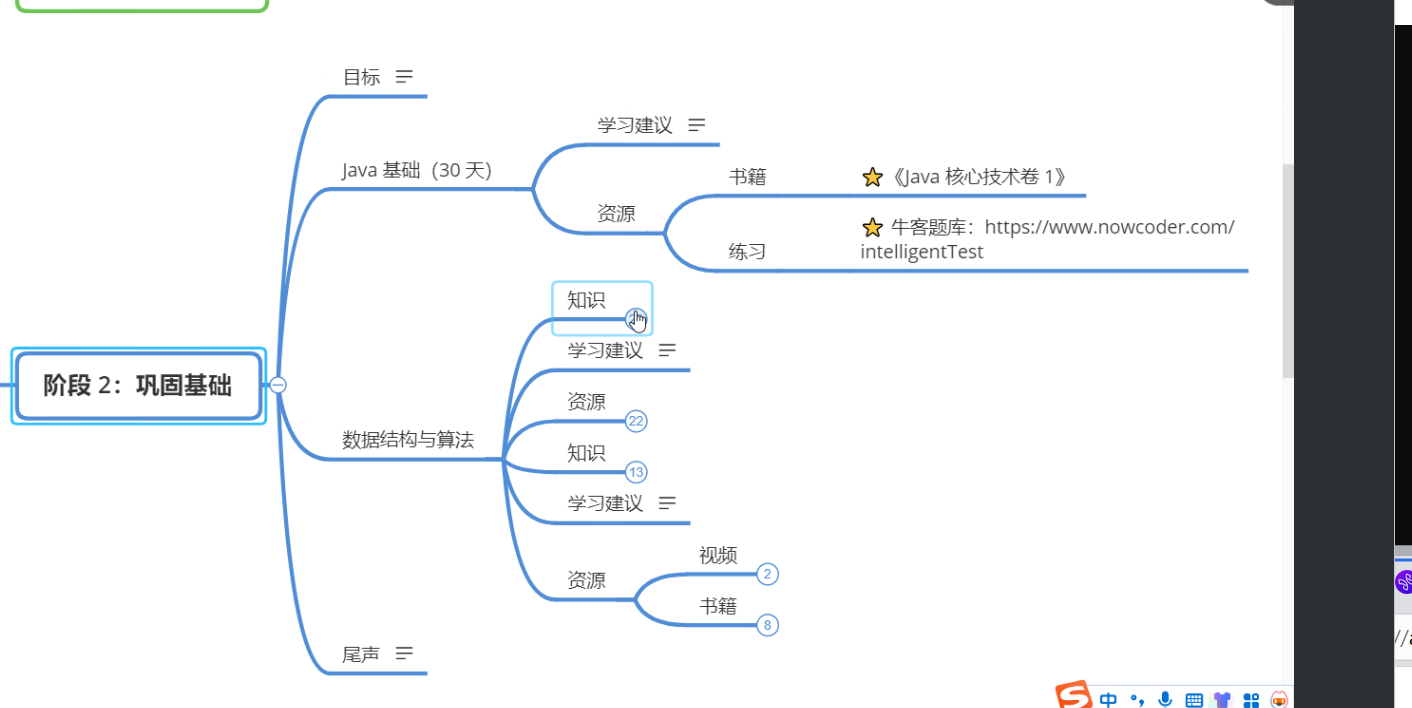 目标
学习建议
Java 基础（30 天）
书籍
⭐《Java 核心技术卷 1》
资源
⭐ 牛客题库：https://www.nowcoder.com/
intelligentTest
练习
知识
学习建议
阶段 2：巩固基础
资源
22
数据结构与算法
知识
13
学习建议
视频
2
资源
书籍
8
尾声
中